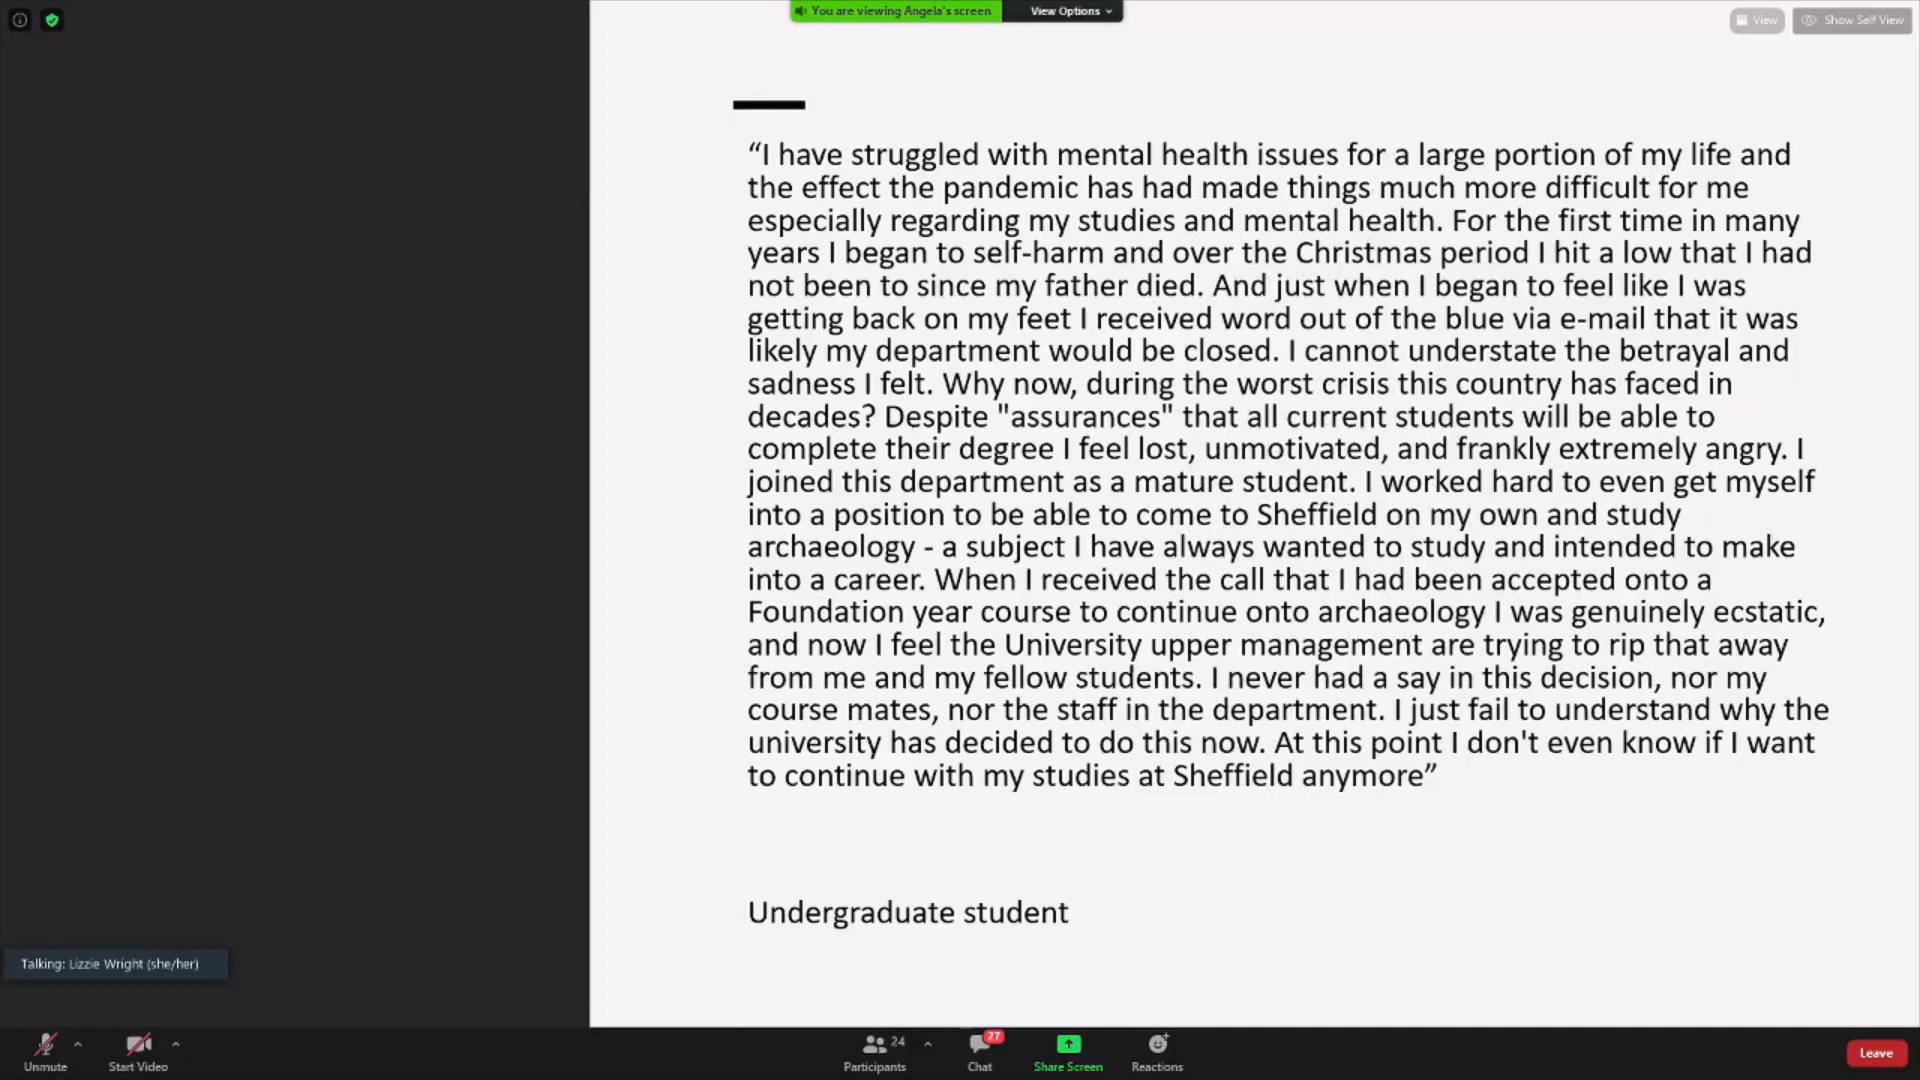 You are viewing Angela's screen
View Options
View
Show Self View
“I have struggled with mental health issues for a large portion of my life and
the effect the pandemic has had made things much more difficult for me
especially regarding my studies and mental health. For the first time in many
years I began to self-harm and over the Christmas period I hit a low that I had
not been to since my father died. And just when I began to feel like I was
getting back on my feet I received word out of the blue via e-mail that it was
likely my department would be closed. I cannot understate the betrayal and
sadness I felt. Why now, during the worst crisis this country has faced in
decades? Despite "assurances" that all current students will be able to
complete their degree I feel lost, unmotivated, and frankly extremely angry. I
joined this department as a mature student. I worked hard to even get myself
into a position to be able to come to Sheffield on my own and study
archaeology - a subject I have always wanted to study and intended to make
into a career. When I received the call that I had been accepted onto a
Foundation year course to continue onto archaeology I was genuinely ecstatic,
and now I feel the University upper management are trying to rip that away
from me and my fellow students. I never had a say in this decision, nor my
course mates, nor the staff in the department. I just fail to understand why the
university has decided to do this now. At this point I don't even know if I want
to continue with my studies at Sheffield anymore”
Undergraduate student
Talking: Lizzie Wright (she/her)
Unmute
Start Video
24
Participants
27
Chat
Share Screen
Reactions
Leave